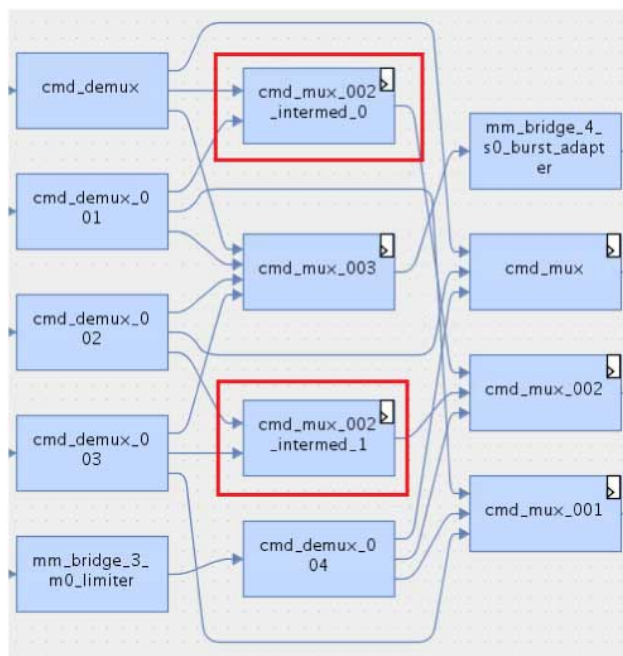 cmd_demux
cmd_demux_0
01
cmd_demux_0
02
cmd_demux_0
03
mm_bridge_3_
m0_limiter
cmd_mux_002
_intermed_0
cmd_mux_003
cmd_mux_002
_intermed_1
cmd_demux_0
04
mm_bridge_4_
s0_burst_adapt
er
cmd_mux
cmd_mux_002
cmd_mux_001